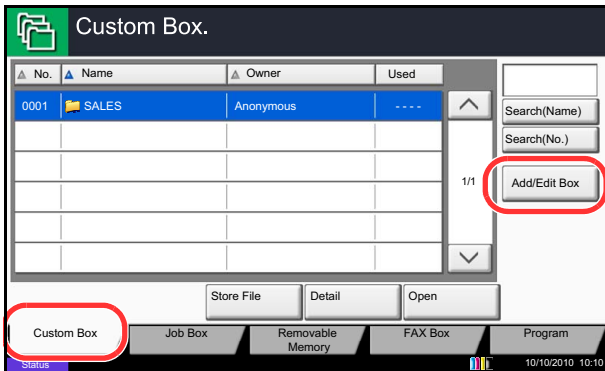 Custom Box.
No. Name Owner Used
0001 SALES Anonymous ----
Search(Name)
Search(No.)
1/1
Add/Edit Box
Store File Detail Open
Custom Box Job Box Removable Memory FAX Box Program
Status 10/10/2010 10:10